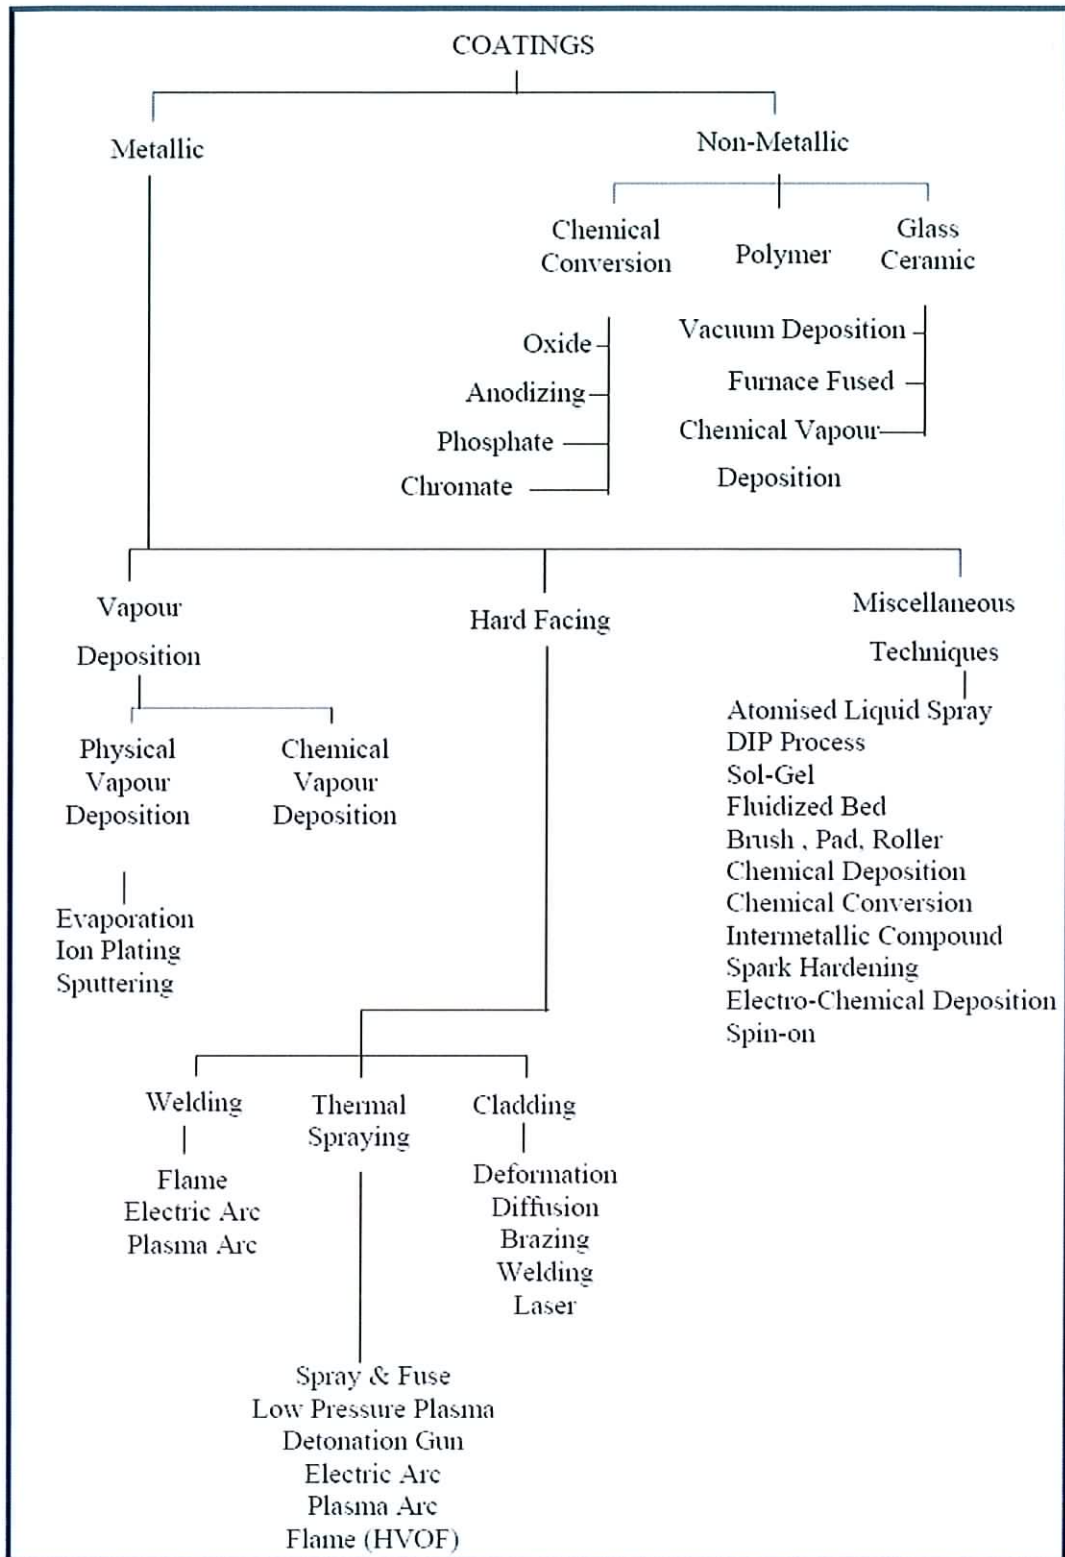 COATINGS
Metallic
Non-Metallic
Chemical
Conversion
Polymer
Glass
Ceramic
Oxide
Anodizing
Phosphate
Chromate
Vacuum Deposition
Furnace Fused
Chemical Vapour
Deposition
Vapour
Deposition
Hard Facing
Miscellaneous
Techniques
Physical
Vapour
Deposition
Chemical
Vapour
Deposition
Evaporation
Ion Plating
Sputtering
Atomised Liquid Spray
DIP Process
Sol-Gel
Fluidized Bed
Brush , Pad, Roller
Chemical Deposition
Chemical Conversion
Intermetallic Compound
Spark Hardening
Electro-Chemical Deposition
Spin-on
Welding
Thermal
Spraying
Cladding
Flame
Electric Arc
Plasma Arc
Deformation
Diffusion
Brazing
Welding
Laser
Spray & Fuse
Low Pressure Plasma
Detonation Gun
Electric Arc
Plasma Arc
Flame (HVOF)